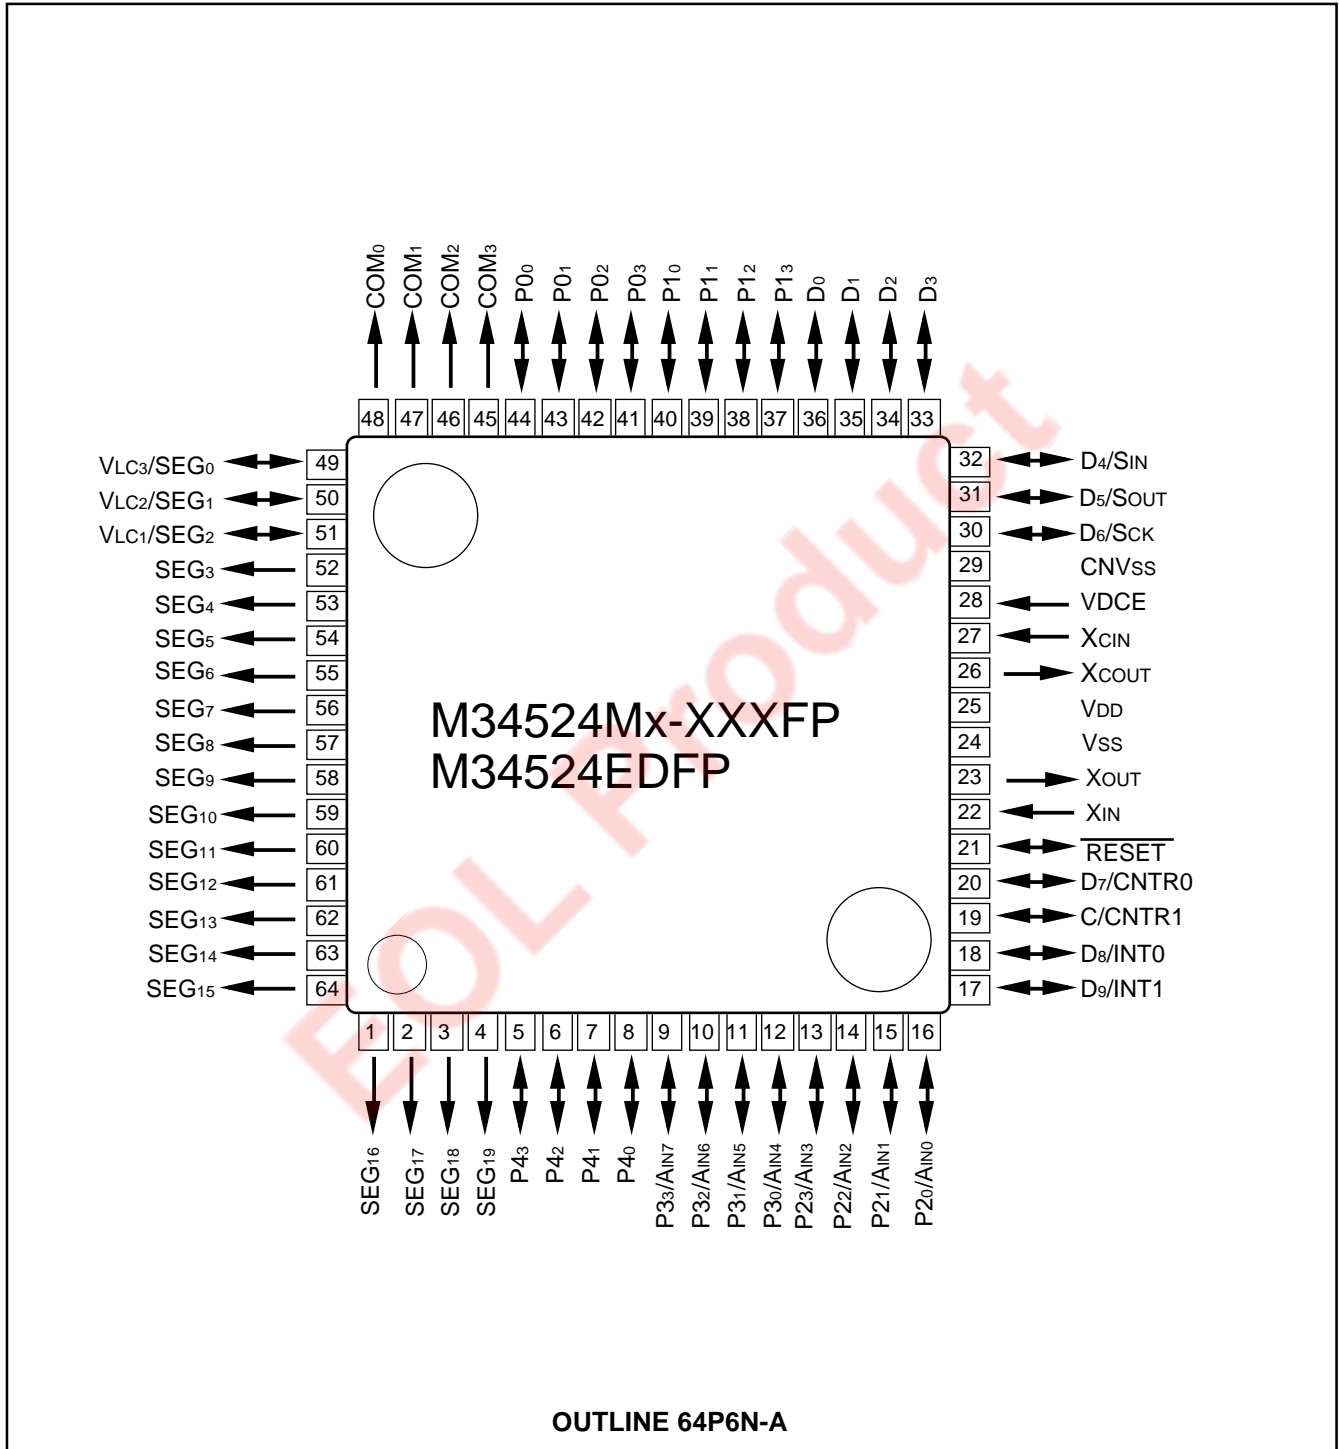 COM0
COM1
COM2
COM3
P00
P01
P02
P03
P10
P11
P12
P13
D0
D1
D2
D3
48 47 46 45 44 43 42 41 40 39 38 37 36 35 34 33
VLC3/SEG0 49
VLC2/SEG1 50
VLC1/SEG2 51
SEG3 52
SEG4 53
SEG5 54
SEG6 55
SEG7 56
SEG8 57
SEG9 58
SEG10 59
SEG11 60
SEG12 61
SEG13 62
SEG14 63
SEG15 64
M34524Mx-XXXFP
M34524EDFP
EOL Product
32 D4/SIN
31 D5/SOUT
30 D6/SCK
29 CNVSS
28 VDCE
27 XCIN
26 XCOUT
25 VDD
24 VSS
23 XOUT
22 XIN
21 RESET
20 D7/CNTR0
19 C/CNTR1
18 D8/INT0
17 D9/INT1
1 2 3 4 5 6 7 8 9 10 11 12 13 14 15 16
SEG16
SEG17
SEG18
SEG19
P43
P42
P41
P40
P33/AIN7
P32/AIN6
P31/AIN5
P30/AIN4
P23/AIN3
P22/AIN2
P21/AIN1
P20/AIN0
OUTLINE 64P6N-A